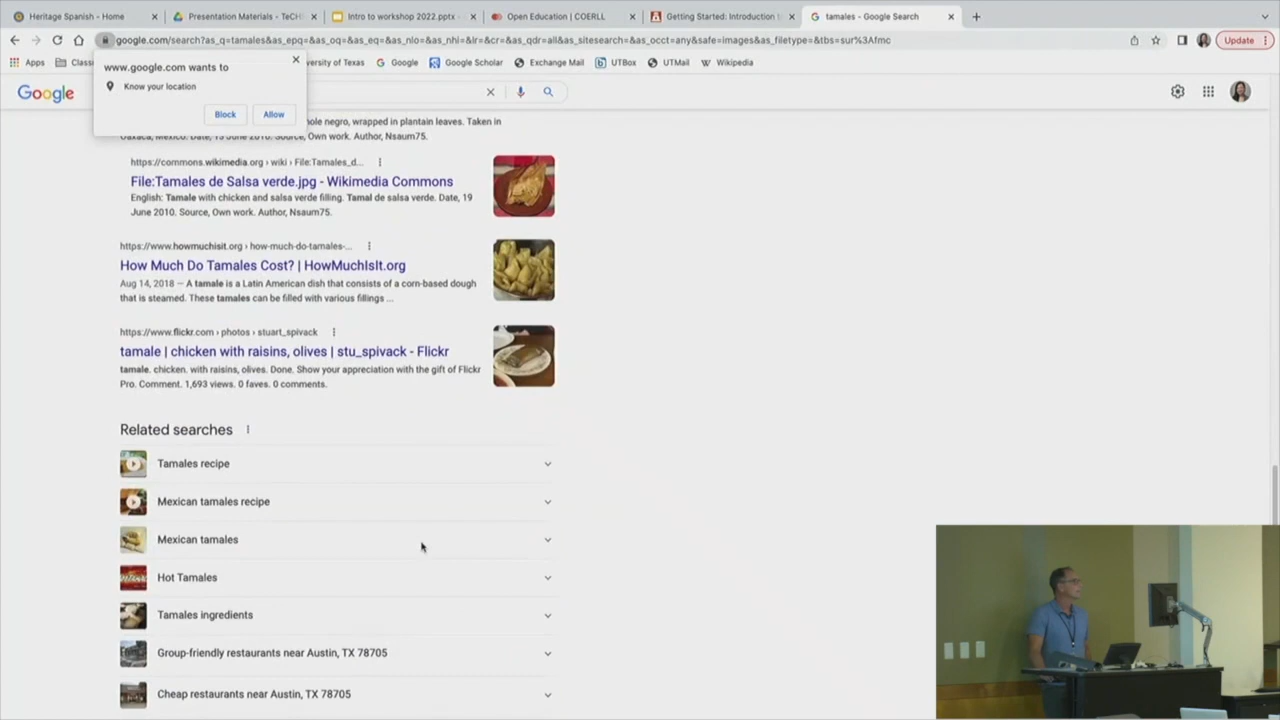 Heritage Spanish - Home
Presentation Materials - TeCH
Intro to workshop 2022.pptx -
Open Education | COERLL
Getting Started: Introduction t
tamales - Google Search
google.com/search?as_q=tamales&as_epq=&as_oq=&as_eq=&as_nlo=&as_nhi=&lr=&cr=&as_qdr=all&as_sitesearch=&as_occt=any&safe=images&as_filetype=&tbs=sur%3Afmc
Update
Apps
Classi
versity of Texas
Google
Google Scholar
Exchange Mail
UTBox
UTMail
Wikipedia
www.google.com wants to
Know your location
Block
Allow
Google
ole negro, wrapped in plantain leaves. Taken in
Oaxaca, Mexico. Date, 13 June 2010. Source, Own work. Author, Nsaum75.
https://commons.wikimedia.org › wiki › File:Tamales_d...
File:Tamales de Salsa verde.jpg - Wikimedia Commons
English: Tamale with chicken and salsa verde filling. Tamal de salsa verde. Date, 19
June 2010. Source, Own work. Author, Nsaum75.
https://www.howmuchisit.org › how-much-do-tamales-...
How Much Do Tamales Cost? | HowMuchIsIt.org
Aug 14, 2018 — A tamale is a Latin American dish that consists of a corn-based dough
that is steamed. These tamales can be filled with various fillings ...
https://www.flickr.com › photos › stuart_spivack
tamale | chicken with raisins, olives | stu_spivack - Flickr
tamale. chicken. with raisins, olives. Done. Show your appreciation with the gift of Flickr
Pro. Comment. 1,693 views. 0 faves. 0 comments.
Related searches
Tamales recipe
Mexican tamales recipe
Mexican tamales
Hot Tamales
Tamales ingredients
Group-friendly restaurants near Austin, TX 78705
Cheap restaurants near Austin, TX 78705